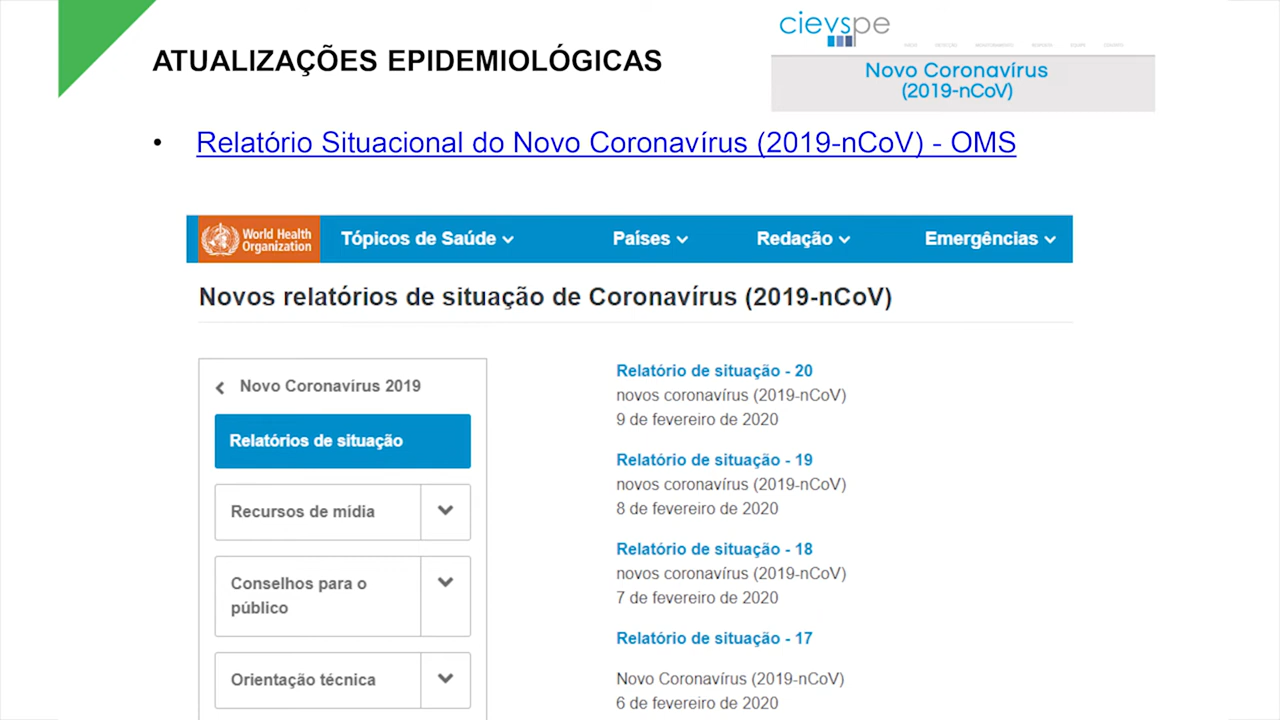 cievspe
ATUALIZAÇÕES EPIDEMIOLÓGICAS
Novo Coronavírus
(2019-nCoV)
• Relatório Situacional do Novo Coronavírus (2019-nCoV) - OMS
World Health
Organization
Tópicos de Saúde
Países
Redação
Emergências
Novos relatórios de situação de Coronavírus (2019-nCoV)
Novo Coronavírus 2019
Relatórios de situação
Recursos de mídia
Conselhos para o
público
Orientação técnica
Relatório de situação - 20
novos coronavírus (2019-nCoV)
9 de fevereiro de 2020
Relatório de situação - 19
novos coronavírus (2019-nCoV)
8 de fevereiro de 2020
Relatório de situação - 18
novos coronavírus (2019-nCoV)
7 de fevereiro de 2020
Relatório de situação - 17
Novo Coronavírus (2019-nCoV)
6 de fevereiro de 2020